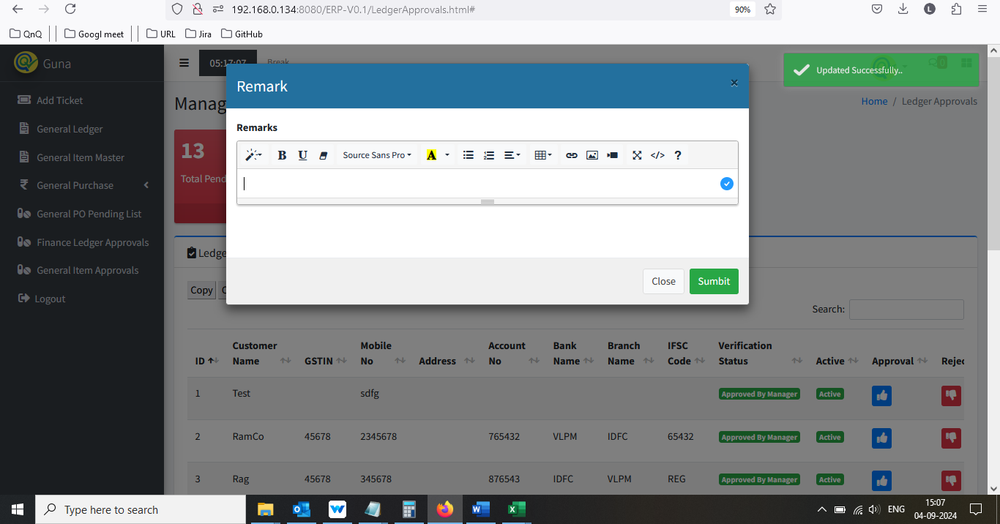 192.168.0.134:8080/ERP-V0.1/LedgerApprovals.html#
90%
L
QnQ
Googl meet
URL
Jira
GitHub
Guna
05:17:07
Break
Updated Successfully..
0
Add Ticket
General Ledger
General Item Master
General Purchase
General PO Pending List
Finance Ledger Approvals
General Item Approvals
Logout
Manag
Home / Ledger Approvals
13
Total Pend
Remark
×
Remarks
B U Source Sans Pro A </> ?
Close
Sumbit
Ledge
Copy
Search:
ID
Customer Name
GSTIN
Mobile No
Address
Account No
Bank Name
Branch Name
IFSC Code
Verification Status
Active
Approval
Rejec
1 Test sdfg Approved By Manager Active
2 RamCo 45678 2345678 765432 VLPM IDFC 65432 Approved By Manager Active
3 Rag 45678 345678 876543 IDFC VLPM REG Approved By Manager Active
Type here to search
ENG
15:07
04-09-2024